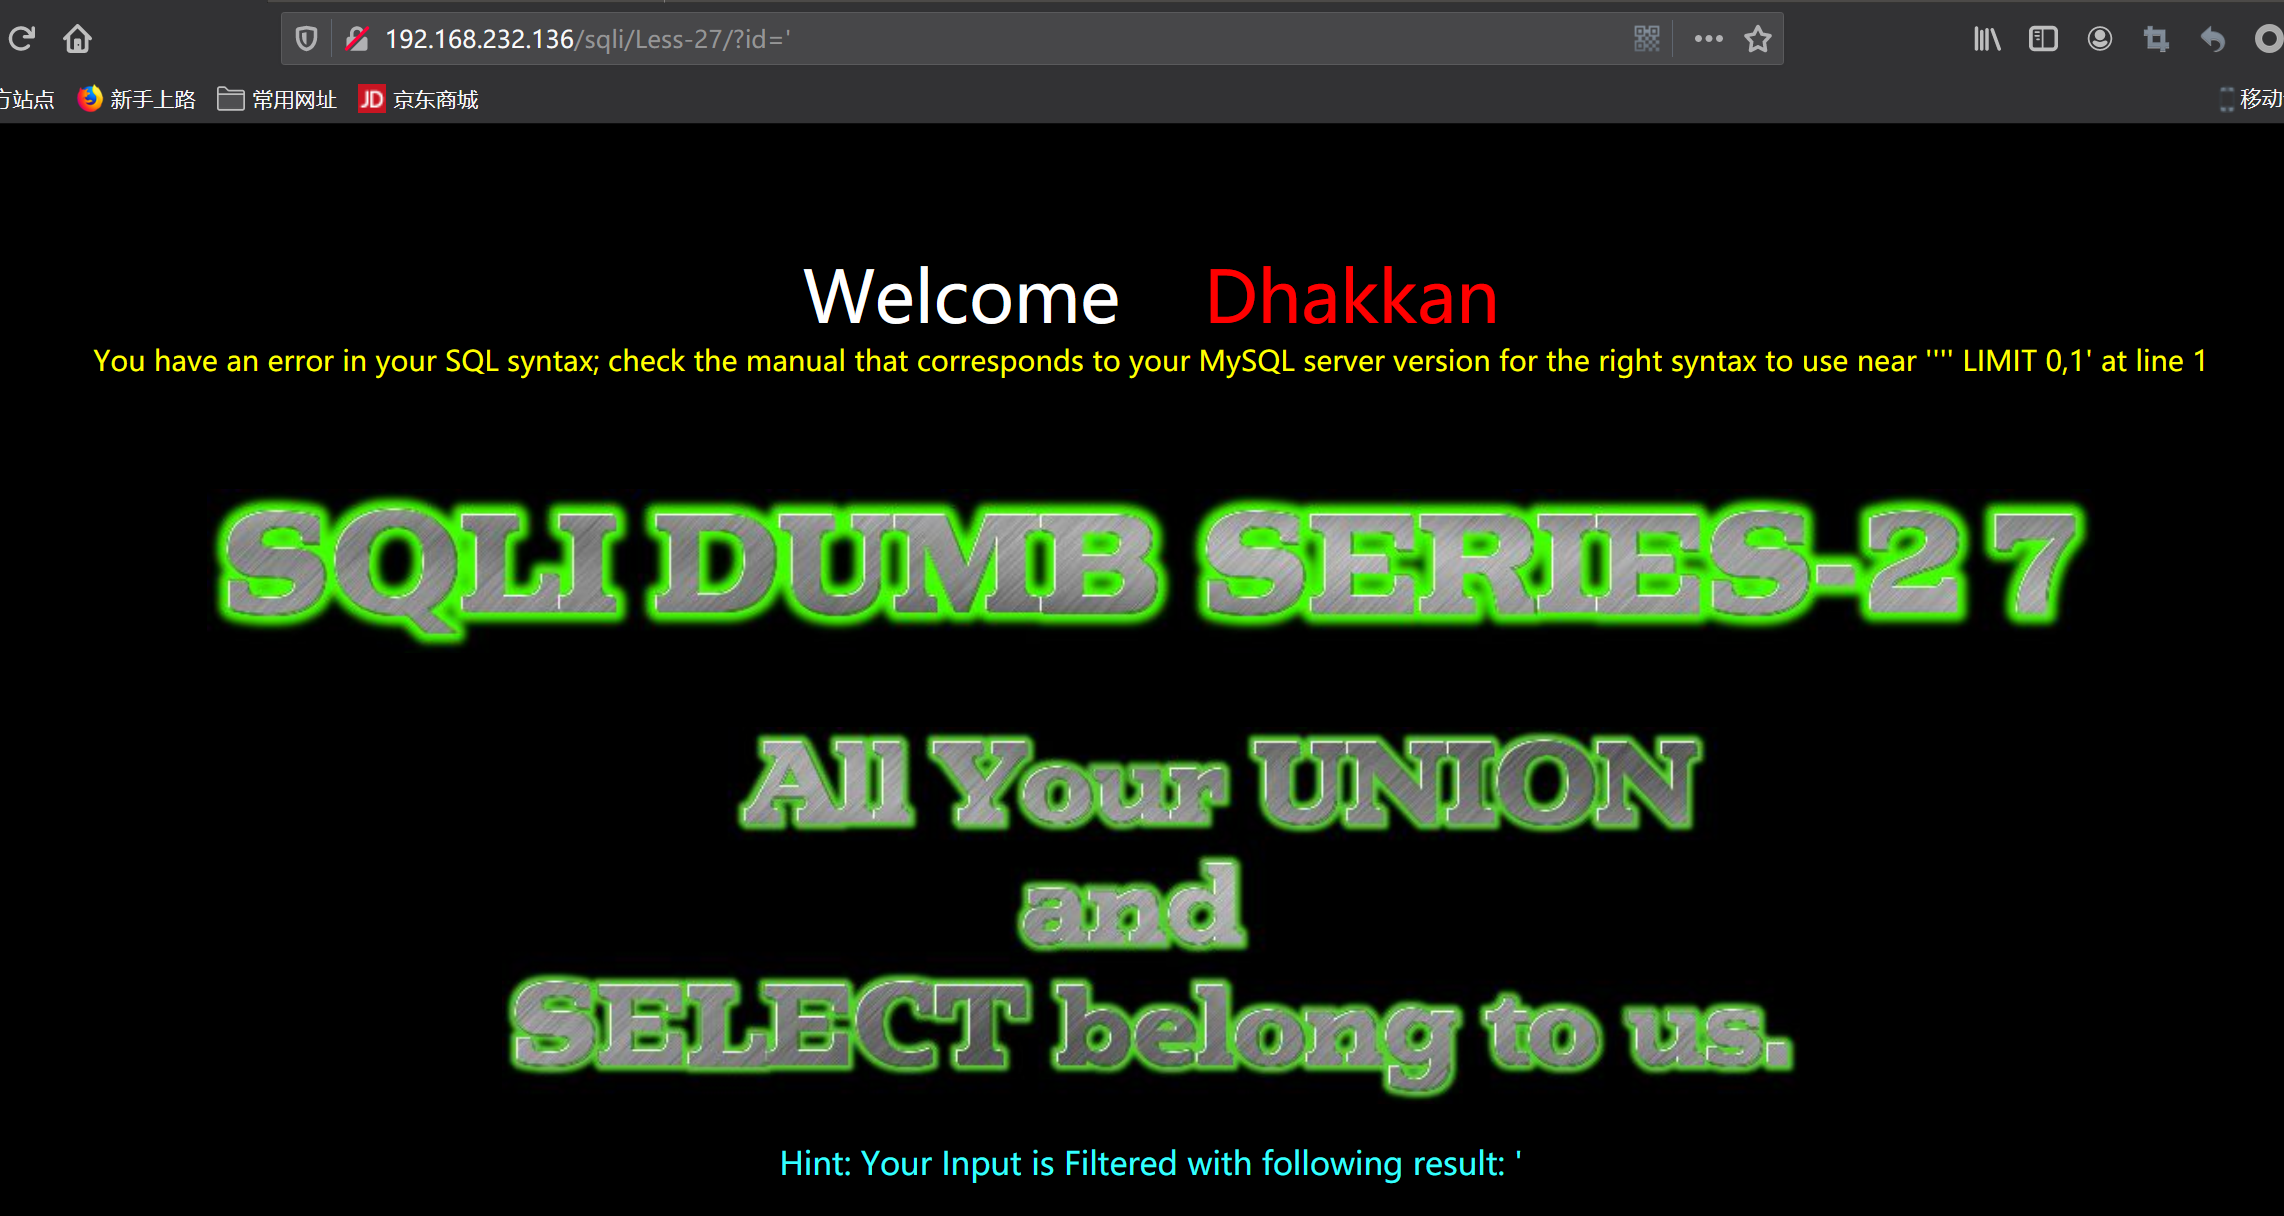 192.168.232.136/sqli/Less-27/?id='
方站点 新手上路 常用网址 JD 京东商城 移动
Welcome Dhakkan
You have an error in your SQL syntax; check the manual that corresponds to your MySQL server version for the right syntax to use near '''' LIMIT 0,1' at line 1
SQLI DUMB SERIES-27
All Your UNION
and
SELECT belong to us.
Hint: Your Input is Filtered with following result: '